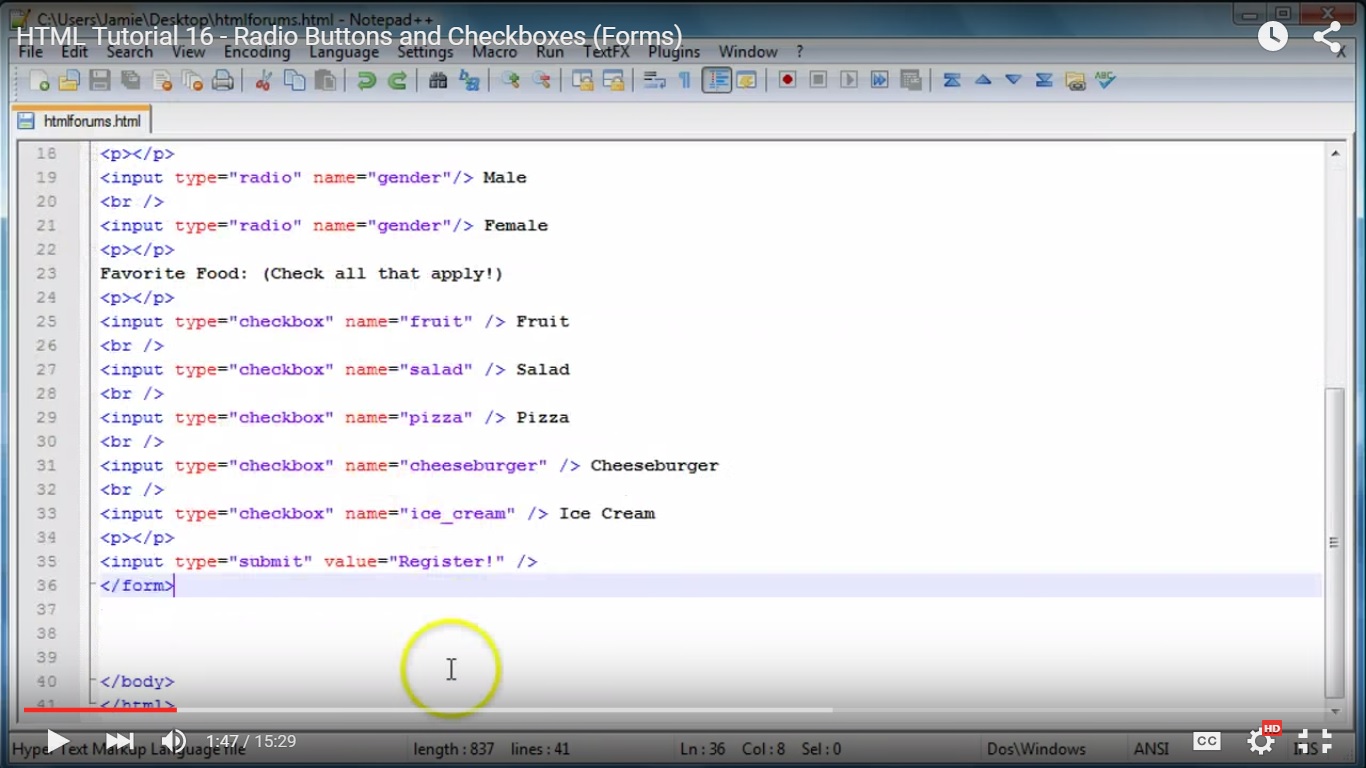 C:\Users\Jamie\Desktop\htmlforums.html - Notepad++
HTML Tutorial 16 - Radio Buttons and Checkboxes (Forms)
File Edit Search View Encoding Language Settings Macro Run TextFX Plugins Window ? X
ABC
htmlforums.html
18 <p></p>
19 <input type="radio" name="gender"/> Male
20 <br />
21 <input type="radio" name="gender"/> Female
22 <p></p>
23 Favorite Food: (Check all that apply!)
24 <p></p>
25 <input type="checkbox" name="fruit" /> Fruit
26 <br />
27 <input type="checkbox" name="salad" /> Salad
28 <br />
29 <input type="checkbox" name="pizza" /> Pizza
30 <br />
31 <input type="checkbox" name="cheeseburger" /> Cheeseburger
32 <br />
33 <input type="checkbox" name="ice_cream" /> Ice Cream
34 <p></p>
35 <input type="submit" value="Register!" />
36 </form>
37
38
39
40 </body>
41 </html>
1:47 / 15:29
CC
HD
Hyper Text Markup Language file length : 837 lines : 41 Ln : 36 Col : 8 Sel : 0 Dos\Windows ANSI INS